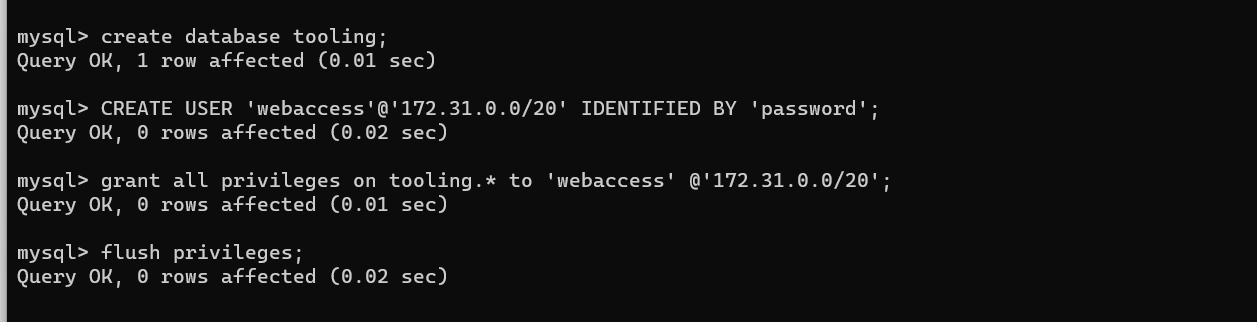 mysql> create database tooling;
Query OK, 1 row affected (0.01 sec)
mysql> CREATE USER 'webaccess'@'172.31.0.0/20' IDENTIFIED BY 'password';
Query OK, 0 rows affected (0.02 sec)
mysql> grant all privileges on tooling.* to 'webaccess' @'172.31.0.0/20';
Query OK, 0 rows affected (0.01 sec)
mysql> flush privileges;
Query OK, 0 rows affected (0.02 sec)